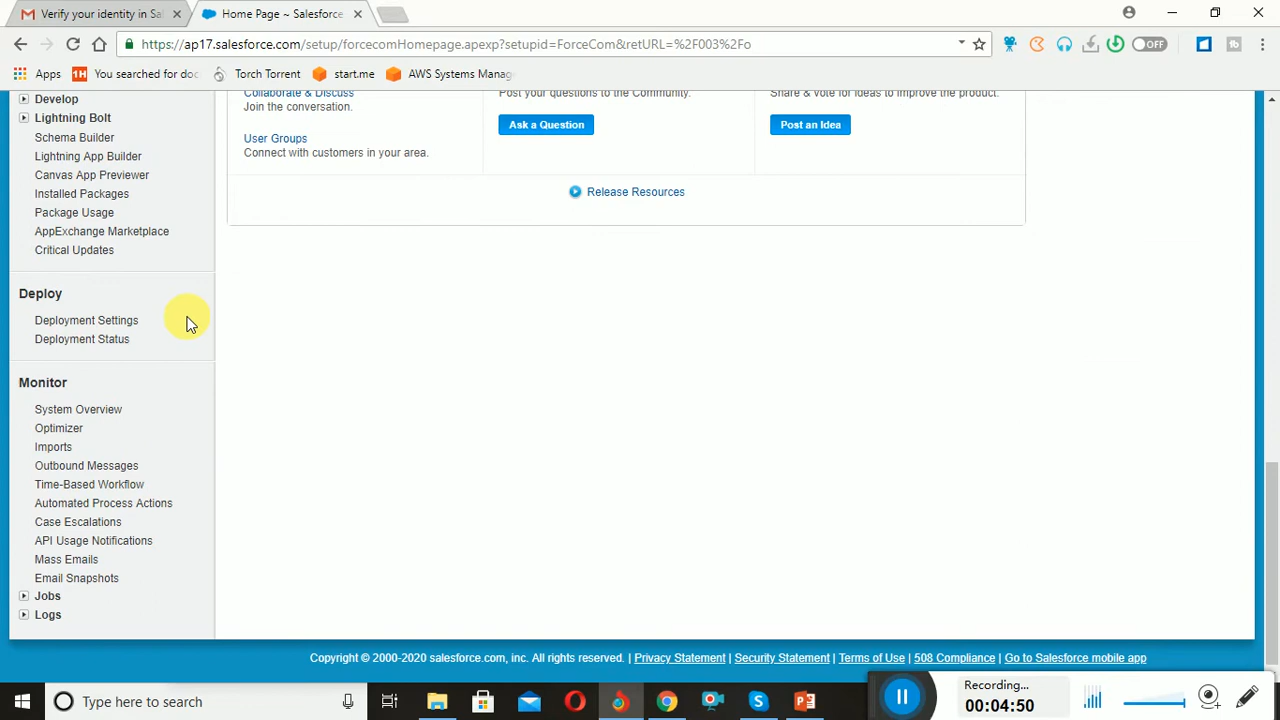 Verify your identity in Sa
Home Page ~ Salesforce
https://ap17.salesforce.com/setup/forcecomHomepage.apexp?setupid=ForceCom&retURL=%2F003%2Fo
OFF
Apps
1H You searched for doc
Torch Torrent
start.me
AWS Systems Manag
Develop
Lightning Bolt
Schema Builder
Lightning App Builder
Canvas App Previewer
Installed Packages
Package Usage
AppExchange Marketplace
Critical Updates
Deploy
Deployment Settings
Deployment Status
Monitor
System Overview
Optimizer
Imports
Outbound Messages
Time-Based Workflow
Automated Process Actions
Case Escalations
API Usage Notifications
Mass Emails
Email Snapshots
Jobs
Logs
Collaborate & Discuss
Join the conversation.
User Groups
Connect with customers in your area.
Post your questions to the Community.
Ask a Question
Share & vote for ideas to improve the product.
Post an Idea
Release Resources
Copyright © 2000-2020 salesforce.com, inc. All rights reserved. | Privacy Statement | Security Statement | Terms of Use | 508 Compliance | Go to Salesforce mobile app
Type here to search
Recording...
00:04:50